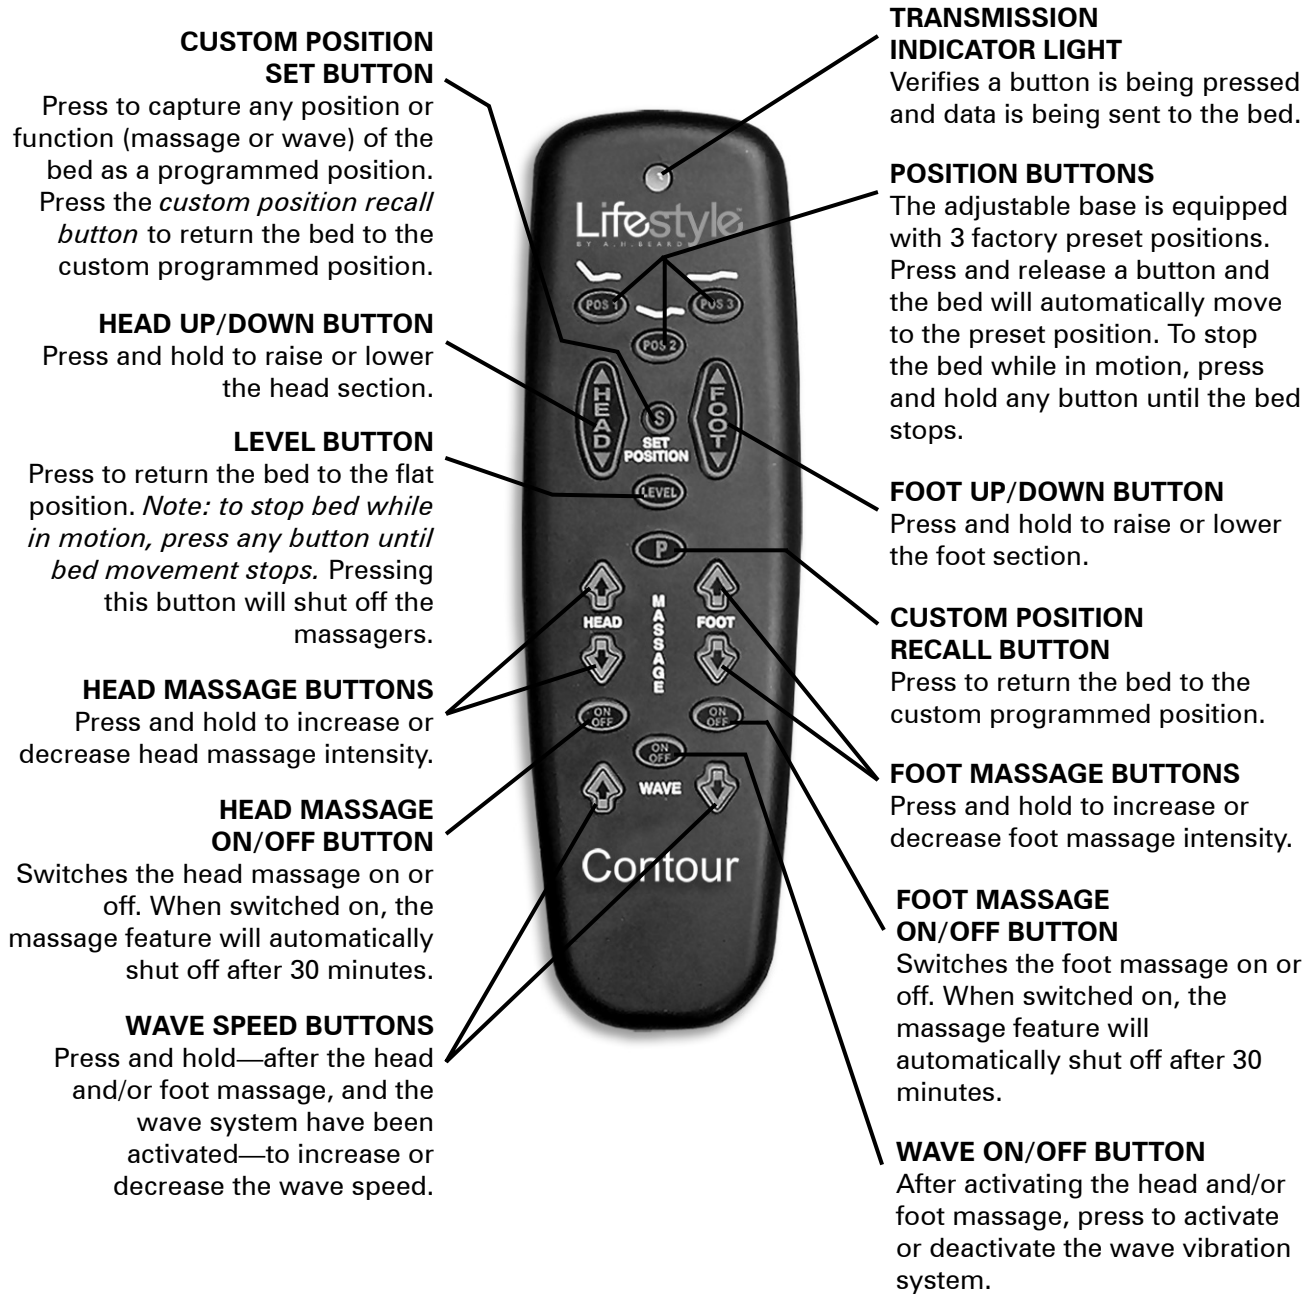 CUSTOM POSITION
SET BUTTON
Press to capture any position or
function (massage or wave) of the
bed as a programmed position.
Press the custom position recall
button to return the bed to the
custom programmed position.
HEAD UP/DOWN BUTTON
Press and hold to raise or lower
the head section.
LEVEL BUTTON
Press to return the bed to the flat
position. Note: to stop bed while
in motion, press any button until
bed movement stops. Pressing
this button will shut off the
massagers.
HEAD MASSAGE BUTTONS
Press and hold to increase or
decrease head massage intensity.
HEAD MASSAGE
ON/OFF BUTTON
Switches the head massage on or
off. When switched on, the
massage feature will automatically
shut off after 30 minutes.
WAVE SPEED BUTTONS
Press and hold—after the head
and/or foot massage, and the
wave system have been
activated—to increase or
decrease the wave speed.
Lifestyle
BY A.H. BEARD
POS 1
POS 3
POS 2
HEAD
FOOT
S
SET
POSITION
LEVEL
P
HEAD
MASSAGE
FOOT
ON
OFF
ON
OFF
ON
OFF
WAVE
Contour
TRANSMISSION
INDICATOR LIGHT
Verifies a button is being pressed
and data is being sent to the bed.
POSITION BUTTONS
The adjustable base is equipped
with 3 factory preset positions.
Press and release a button and
the bed will automatically move
to the preset position. To stop
the bed while in motion, press
and hold any button until the bed
stops.
FOOT UP/DOWN BUTTON
Press and hold to raise or lower
the foot section.
CUSTOM POSITION
RECALL BUTTON
Press to return the bed to the
custom programmed position.
FOOT MASSAGE BUTTONS
Press and hold to increase or
decrease foot massage intensity.
FOOT MASSAGE
ON/OFF BUTTON
Switches the foot massage on or
off. When switched on, the
massage feature will
automatically shut off after 30
minutes.
WAVE ON/OFF BUTTON
After activating the head and/or
foot massage, press to activate
or deactivate the wave vibration
system.